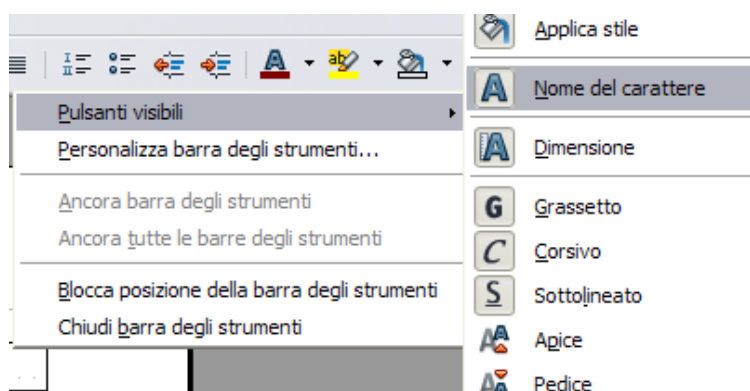 Pulsanti visibili
Personalizza barra degli strumenti...
Ancora barra degli strumenti
Ancora tutte le barre degli strumenti
Blocca posizione della barra degli strumenti
Chiudi barra degli strumenti
Applica stile
Nome del carattere
Dimensione
G Grassetto
C Corsivo
S Sottolineato
Apice
Pedice